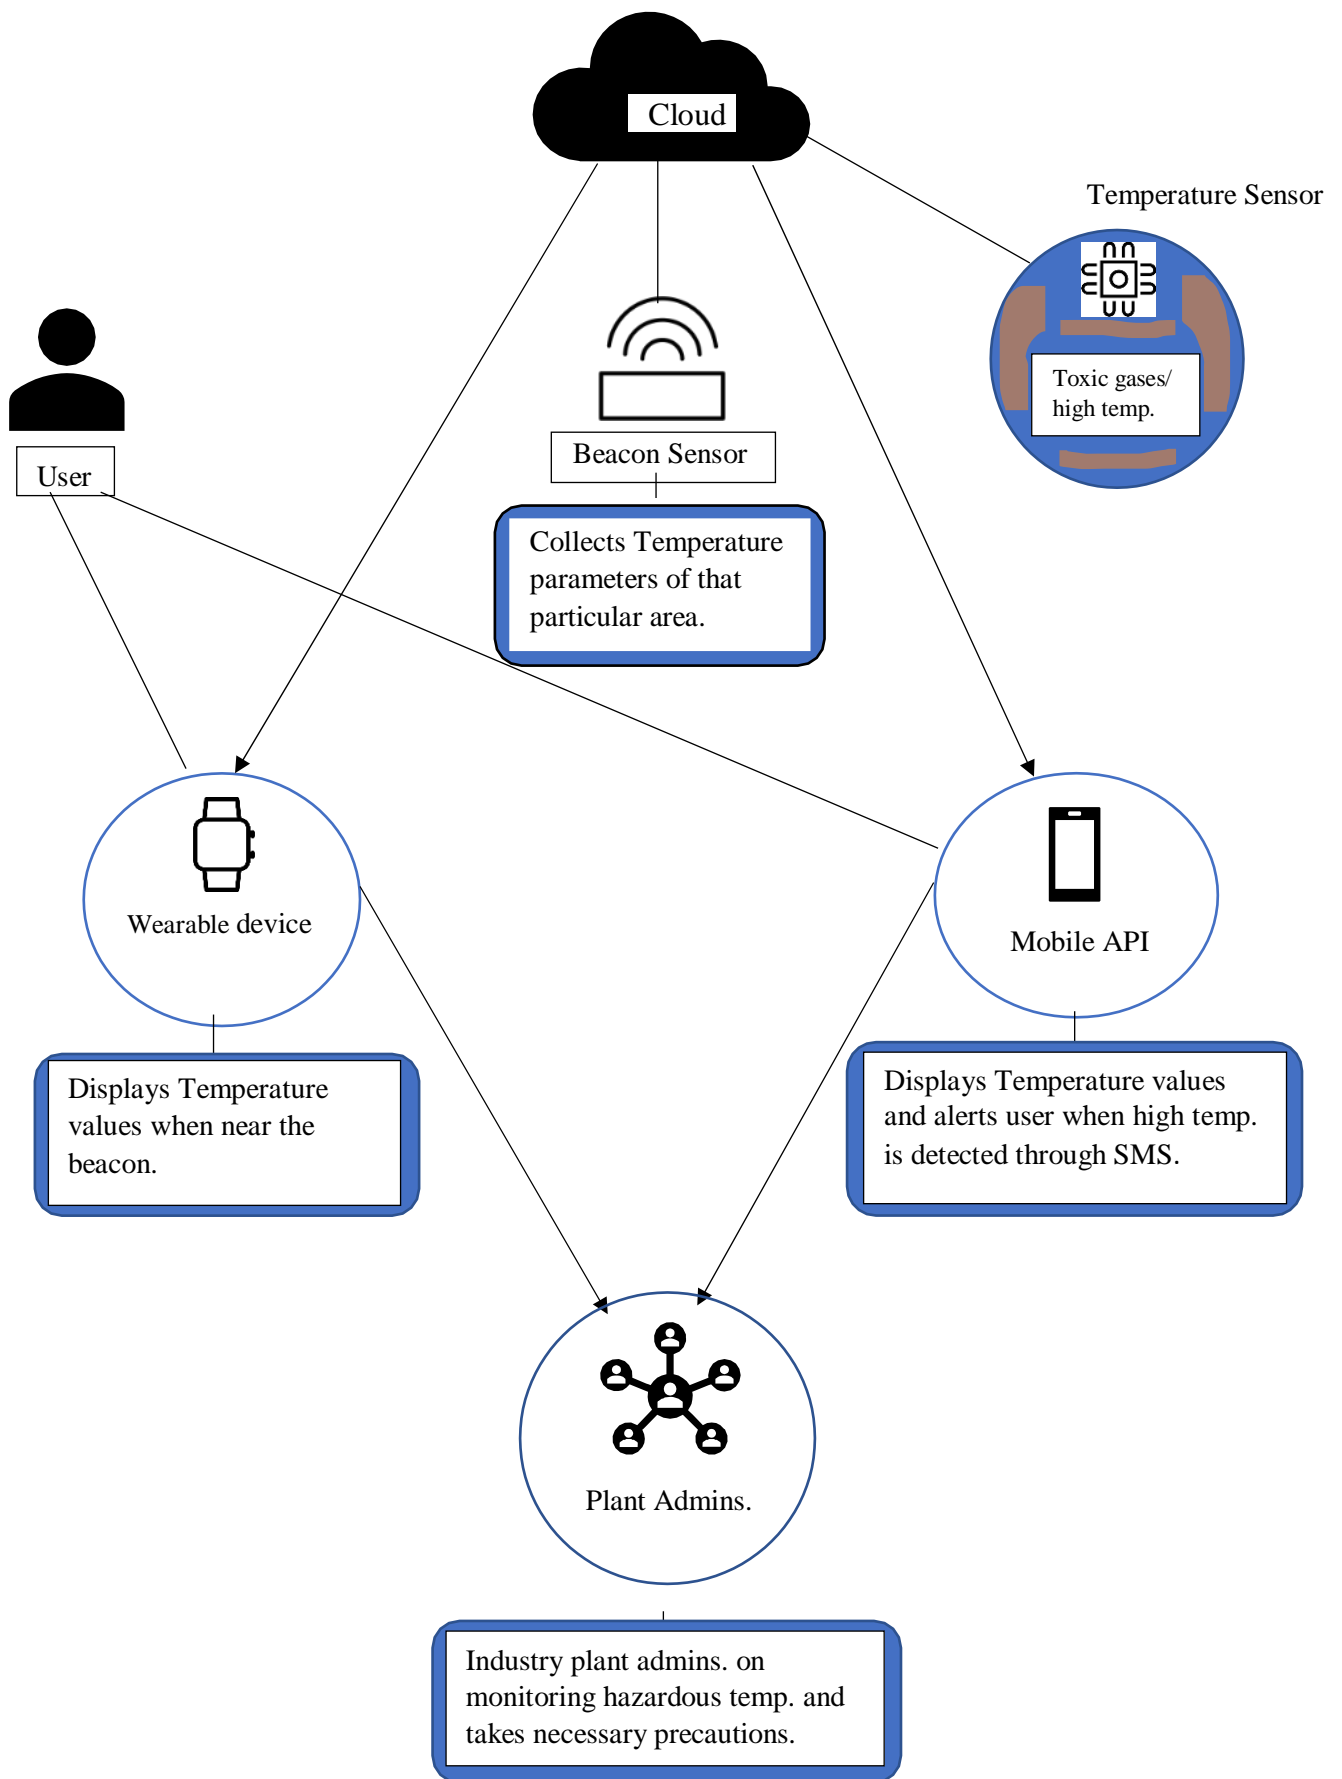 Cloud
Temperature Sensor
Toxic gases/
high temp.
User
Beacon Sensor
Collects Temperature
parameters of that
particular area.
Wearable device
Mobile API
Displays Temperature
values when near the
beacon.
Displays Temperature values
and alerts user when high temp.
is detected through SMS.
Plant Admins.
Industry plant admins. on
monitoring hazardous temp. and
takes necessary precautions.